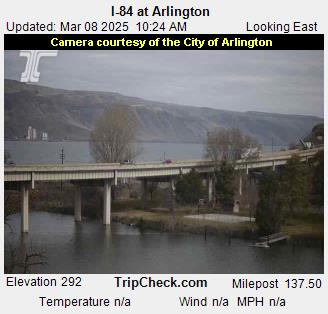 I-84 at Arlington
Updated: Mar 08 2025 10:24 AM Looking East
Camera courtesy of the City of Arlington
Elevation 292 TripCheck.com Milepost 137.50
Temperature n/a Wind n/a MPH n/a